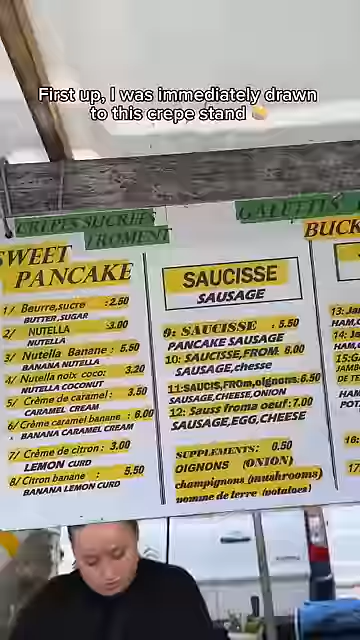 First up, I was immediately drawn
to this crepe stand
CRÊPES SUCRÉES
FROMENT
SWEET
PANCAKE
1/ Beurre,sucre :2.50
BUTTER,SUGAR
2/ NUTELLA :3.00
NUTELLA
3/ Nutella Banane: 5.50
BANANA NUTELLA
4/ Nutella noix coco: 3.20
NUTELLA COCONUT
5/ Crème de caramel: 3.50
CARAMEL CREAM
6/ Crème caramel banane : 6.00
BANANA CARAMEL CREAM
7/ Crème de citron: 3.00
LEMON CURD
8/ Citron banane : 5.50
BANANA LEMON CURD
SAUCISSE
SAUSAGE
9: SAUCISSE : 5.50
PANCAKE SAUSAGE
10: SAUCISSE,FROM. 6.00
SAUSAGE,chesse
11:SAUCIS,FROm,oignons:6.50
SAUSAGE,CHEESE,ONION
12: Sauss froma oeuf:7.00
SAUSAGE,EGG,CHEESE
SUPPLEMENTS: 0.50
OIGNONS (ONION)
champignons (mushrooms)
pomme de terre (potatoes)
GALETTES
BUCK
13: Jam
HAM,C
14: Ja
HAM,
15:G
JAMB
DE T
HAM
POT
16:
17: